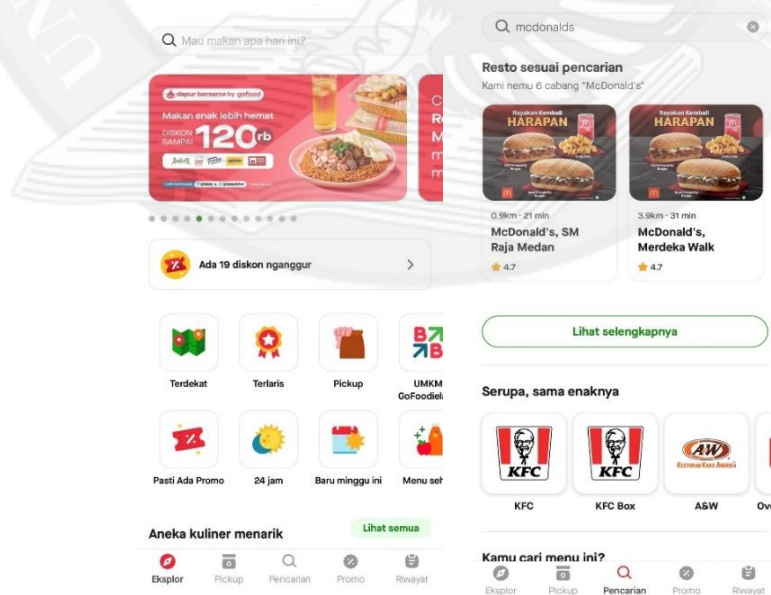 Mau makan apa hari ini?
dapur bersama by gofood
Makan enak lebih hemat
DISKON
SAMPAI
120rb
Ada 19 diskon nganggur
Terdekat
Terlaris
Pickup
UMKM
GoFoodiela
Pasti Ada Promo
24 jam
Baru minggu ini
Menu seh
Aneka kuliner menarik
Lihat semua
Eksplor
Pickup
Pencarian
Promo
Riwayat
mcdonalds
Resto sesuai pencarian
Kami nemu 6 cabang "McDonald's"
Rayakan Kembali
HARAPAN
Rayakan Kembali
HARAPAN
0.9km · 21 min
McDonald's, SM
Raja Medan
4.7
3.9km · 31 min
McDonald's,
Merdeka Walk
4.7
Lihat selengkapnya
Serupa, sama enaknya
KFC
KFC
AW
KFC
KFC Box
A&W
Ov
Kamu cari menu ini?
Eksplor
Pickup
Pencarian
Promo
Riwayat